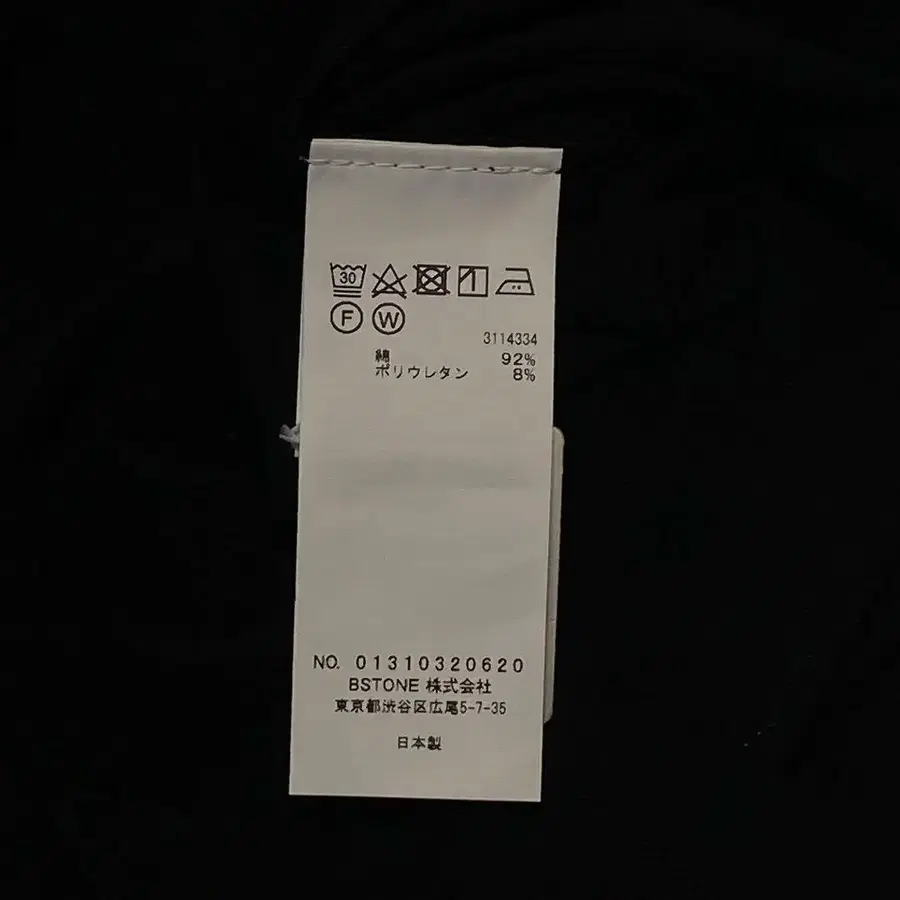 30
F W
3114334
綿 92%
ポリウレタン 8%
NO. 01310320620
BSTONE 株式会社
東京都渋谷区広尾5-7-35
日本製